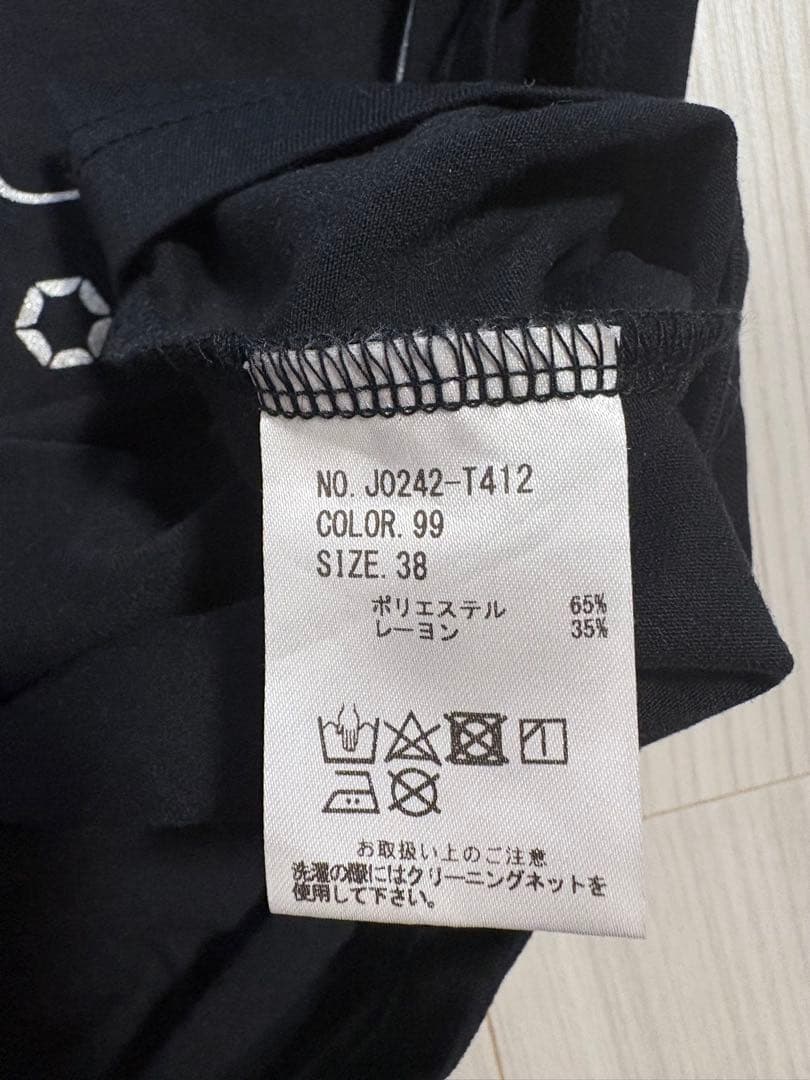 NO. J0242-T412
COLOR. 99
SIZE. 38
ポリエステル 65%
レーヨン 35%
お取扱い上のご注意
洗濯の際にはクリーニングネットを
使用して下さい。